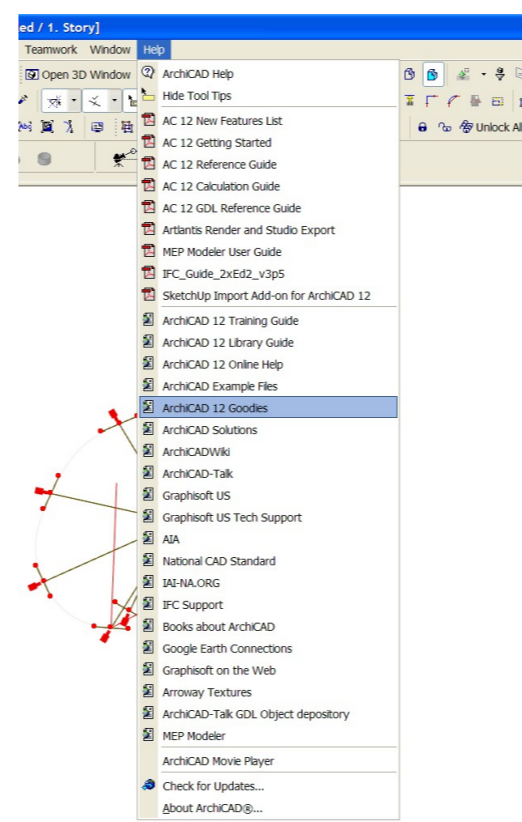 ed / 1. Story]
Teamwork Window Help
Open 3D Window
Unlock Al
ArchiCAD Help
Hide Tool Tips
AC 12 New Features List
AC 12 Getting Started
AC 12 Reference Guide
AC 12 Calculation Guide
AC 12 GDL Reference Guide
Artlantis Render and Studio Export
MEP Modeler User Guide
IFC_Guide_2xEd2_v3p5
SketchUp Import Add-on for ArchiCAD 12
ArchiCAD 12 Training Guide
ArchiCAD 12 Library Guide
ArchiCAD 12 Online Help
ArchiCAD Example Files
ArchiCAD 12 Goodies
ArchiCAD Solutions
ArchiCADWiki
ArchiCAD-Talk
Graphisoft US
Graphisoft US Tech Support
AIA
National CAD Standard
IAI-NA.ORG
IFC Support
Books about ArchiCAD
Google Earth Connections
Graphisoft on the Web
Arroway Textures
ArchiCAD-Talk GDL Object depository
MEP Modeler
ArchiCAD Movie Player
Check for Updates...
About ArchiCAD®...